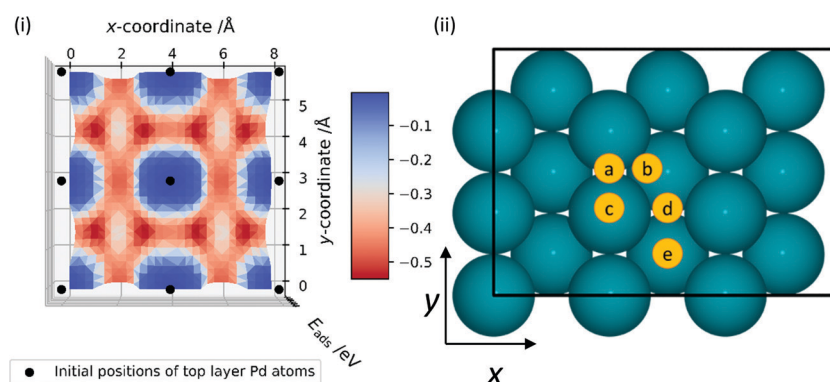 (i)
x-coordinate /Å
0 2 4 6 8
5
4
3
2
1
0
y-coordinate /Å
Eads /eV
−0.1
−0.2
−0.3
−0.4
−0.5
● Initial positions of top layer Pd atoms
(ii)
a b
c d
e
y
x